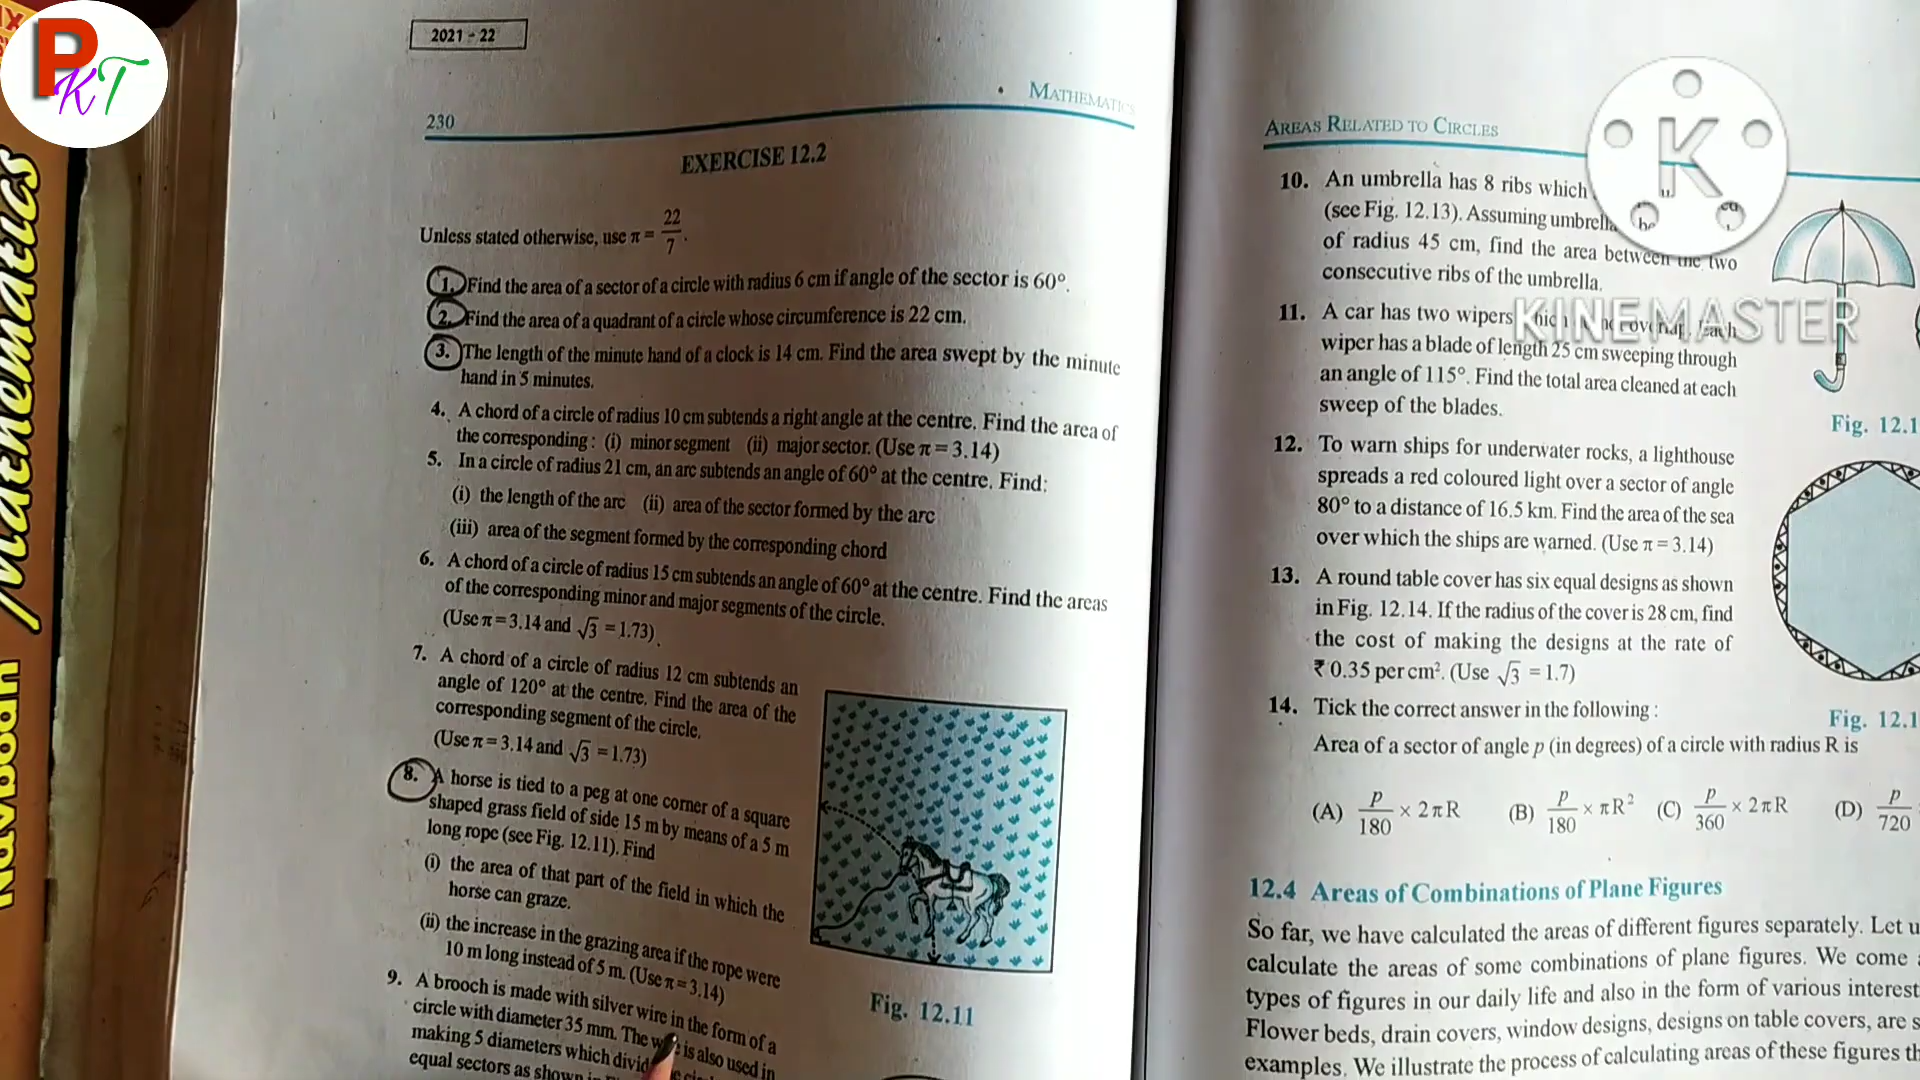 PKT
2021 - 22
MATHEMATICS
230
EXERCISE 12.2
Unless stated otherwise, use π = 22/7.
1. Find the area of a sector of a circle with radius 6 cm if angle of the sector is 60°.
2. Find the area of a quadrant of a circle whose circumference is 22 cm.
3. The length of the minute hand of a clock is 14 cm. Find the area swept by the minute
hand in 5 minutes.
4. A chord of a circle of radius 10 cm subtends a right angle at the centre. Find the area of
the corresponding : (i) minor segment (ii) major sector. (Use π = 3.14)
5. In a circle of radius 21 cm, an arc subtends an angle of 60° at the centre. Find:
(i) the length of the arc (ii) area of the sector formed by the arc
(iii) area of the segment formed by the corresponding chord
6. A chord of a circle of radius 15 cm subtends an angle of 60° at the centre. Find the areas
of the corresponding minor and major segments of the circle.
(Use π = 3.14 and √3 = 1.73)
7. A chord of a circle of radius 12 cm subtends an
angle of 120° at the centre. Find the area of the
corresponding segment of the circle.
(Use π = 3.14 and √3 = 1.73)
8. A horse is tied to a peg at one corner of a square
shaped grass field of side 15 m by means of a 5 m
long rope (see Fig. 12.11). Find
(i) the area of that part of the field in which the
horse can graze.
(ii) the increase in the grazing area if the rope were
10 m long instead of 5 m. (Use π = 3.14)
Fig. 12.11
9. A brooch is made with silver wire in the form of a
circle with diameter 35 mm. The is also used in
making 5 diameters which
equal sectors as shown
AREAS RELATED TO CIRCLES
10. An umbrella has 8 ribs which
(see Fig. 12.13). Assuming
of radius 45 cm, find the area between the two
consecutive ribs of the umbrella.
11. A car has two wipers
wiper has a blade of length 25 cm sweeping through
an angle of 115°. Find the total area cleaned at each
sweep of the blades.
Fig. 12.1
12. To warn ships for underwater rocks, a lighthouse
spreads a red coloured light over a sector of angle
80° to a distance of 16.5 km. Find the area of the sea
over which the ships are warned. (Use π = 3.14)
13. A round table cover has six equal designs as shown
in Fig. 12.14. If the radius of the cover is 28 cm, find
the cost of making the designs at the rate of
₹ 0.35 per cm². (Use √3 = 1.7)
Fig. 12.1
14. Tick the correct answer in the following :
Area of a sector of angle p (in degrees) of a circle with radius R is
(A) p/180 × 2πR (B) p/180 × πR² (C) p/360 × 2πR (D) p/720
12.4 Areas of Combinations of Plane Figures
So far, we have calculated the areas of different figures separately. Let u
calculate the areas of some combinations of plane figures. We come
types of figures in our daily life and also in the form of various interest
Flower beds, drain covers, window designs, designs on table covers, are s
examples. We illustrate the process of calculating areas of these figures th
K
KINEMASTER
Mathematics
Navbodh